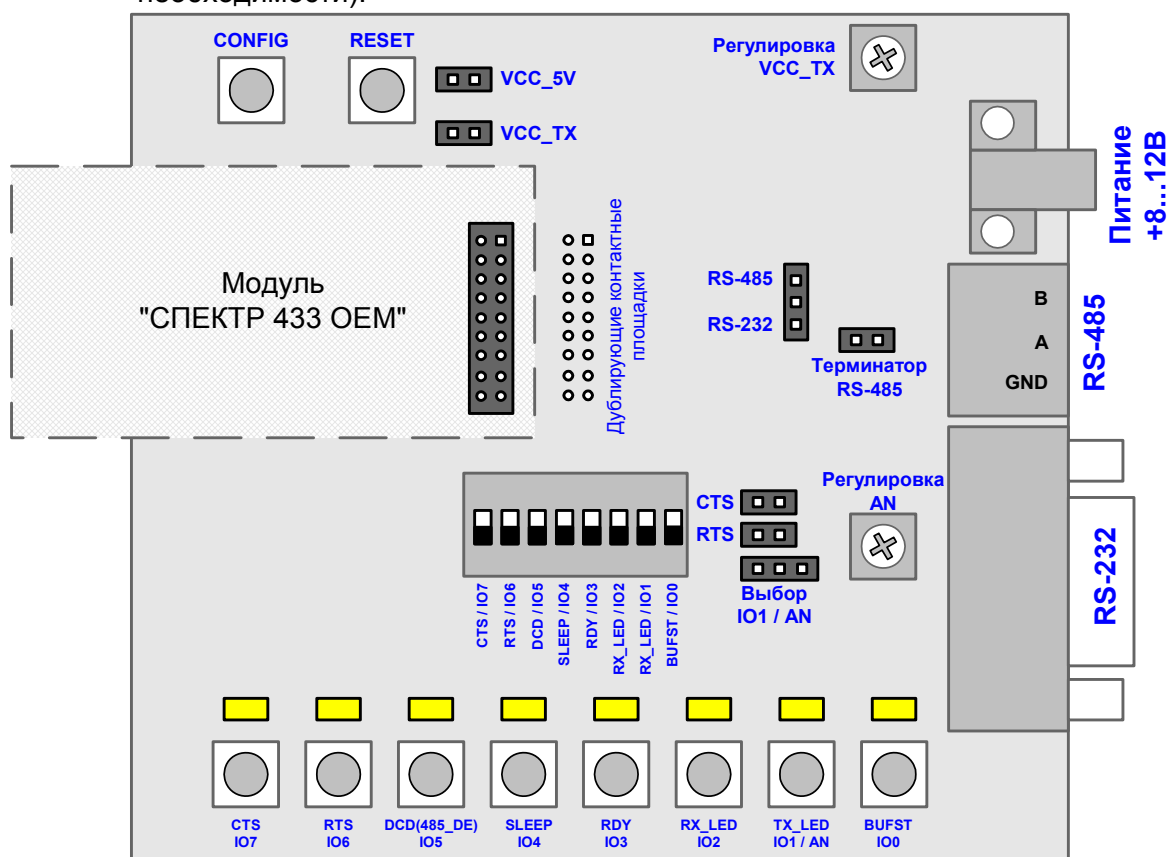 необходимости).
CONFIG
RESET
VCC_5V
VCC_TX
Регулировка
VCC_TX
Питание
+8...12В
Модуль
"СПЕКТР 433 OEM"
Дублирующие контактные
площадки
RS-485
RS-232
Терминатор
RS-485
B
A
GND
RS-485
CTS
RTS
Выбор
IO1 / AN
Регулировка
AN
RS-232
CTS / IO7
RTS / IO6
DCD / IO5
SLEEP / IO4
RDY / IO3
RX_LED / IO2
RX_LED / IO1
BUFST / IO0
CTS
IO7
RTS
IO6
DCD(485_DE)
IO5
SLEEP
IO4
RDY
IO3
RX_LED
IO2
TX_LED
IO1 / AN
BUFST
IO0